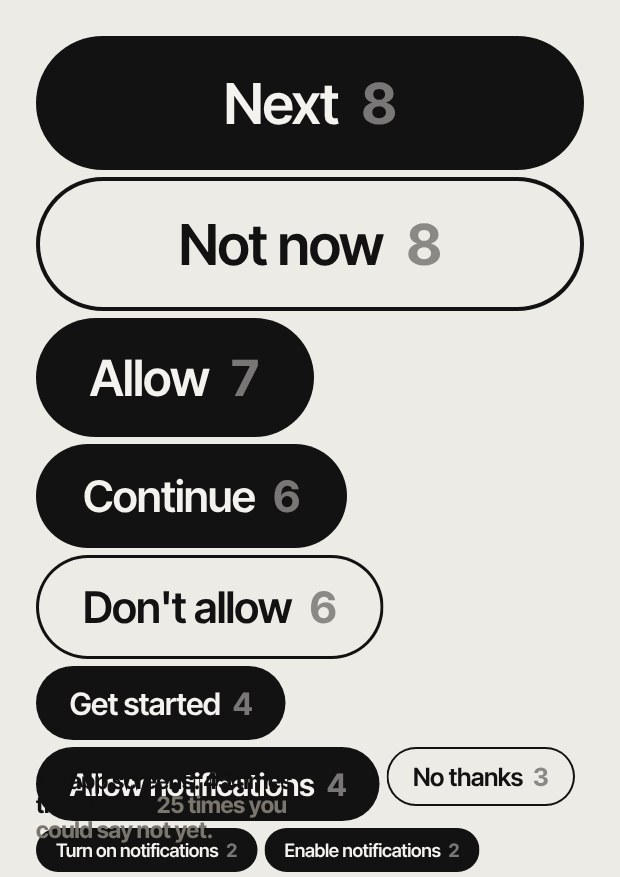 Next 8
Not now 8
Allow 7
Continue 6
Don't allow 6
Get started 4
Allow notifications 4
No thanks 3
25 times you
could say not yet.
Turn on notifications 2
Enable notifications 2